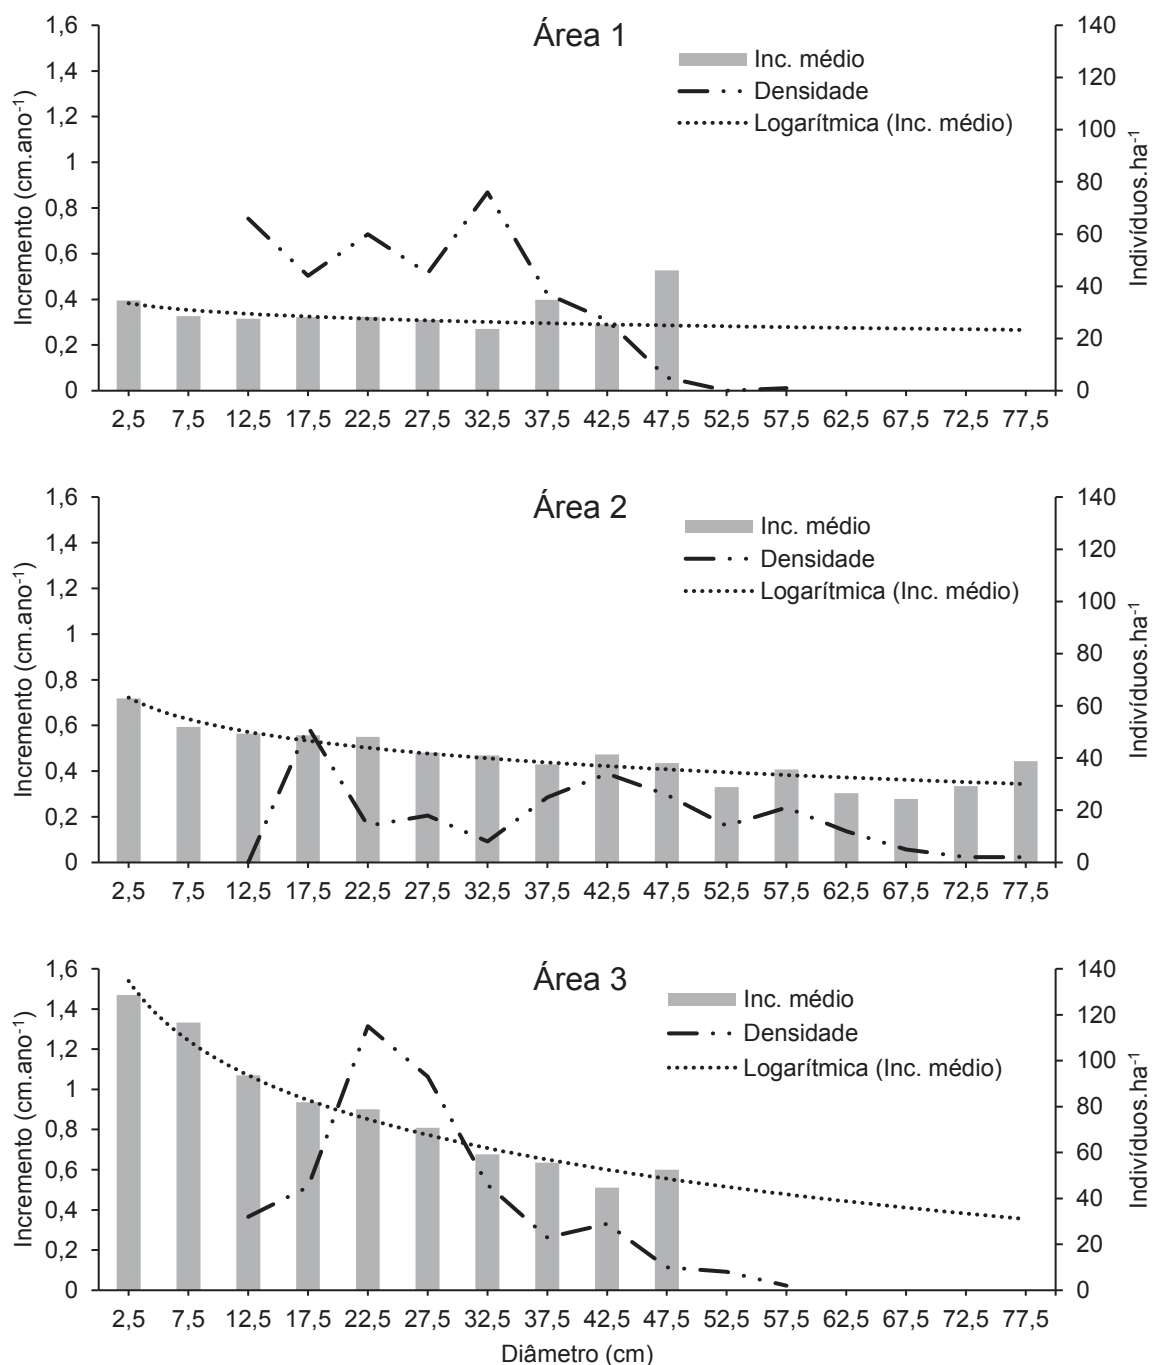 Área 1
Inc. médio
Densidade
Logarítmica (Inc. médio)
Incremento (cm.ano⁻¹)
1,6
1,4
1,2
1
0,8
0,6
0,4
0,2
0
140
120
100
80
60
40
20
0
Indivíduos.ha⁻¹
2,5 7,5 12,5 17,5 22,5 27,5 32,5 37,5 42,5 47,5 52,5 57,5 62,5 67,5 72,5 77,5
Área 2
Inc. médio
Densidade
Logarítmica (Inc. médio)
Incremento (cm.ano⁻¹)
1,6
1,4
1,2
1
0,8
0,6
0,4
0,2
0
140
120
100
80
60
40
20
0
Indivíduos.ha⁻¹
2,5 7,5 12,5 17,5 22,5 27,5 32,5 37,5 42,5 47,5 52,5 57,5 62,5 67,5 72,5 77,5
Área 3
Inc. médio
Densidade
Logarítmica (Inc. médio)
Incremento (cm.ano⁻¹)
1,6
1,4
1,2
1
0,8
0,6
0,4
0,2
0
140
120
100
80
60
40
20
0
Indivíduos.ha⁻¹
2,5 7,5 12,5 17,5 22,5 27,5 32,5 37,5 42,5 47,5 52,5 57,5 62,5 67,5 72,5 77,5
Diâmetro (cm)